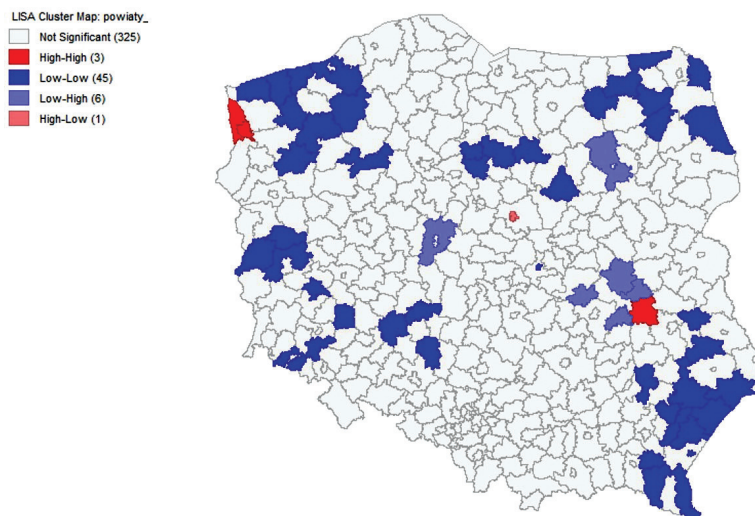 LISA Cluster Map: powiaty_
Not Significant (325)
High-High (3)
Low-Low (45)
Low-High (6)
High-Low (1)